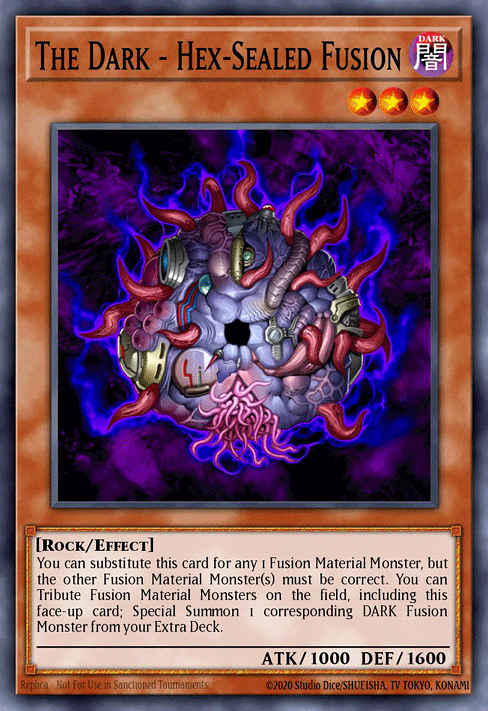 The Dark - Hex-Sealed Fusion
DARK
闇
[Rock/Effect]
You can substitute this card for any 1 Fusion Material Monster, but
the other Fusion Material Monster(s) must be correct. You can
Tribute Fusion Material Monsters on the field, including this
face-up card; Special Summon 1 corresponding DARK Fusion
Monster from your Extra Deck.
ATK/1000 DEF/1600
Replica - Not For Use in Sanctioned Tournaments
©2020 Studio Dice/SHUEISHA, TV TOKYO, KONAMI